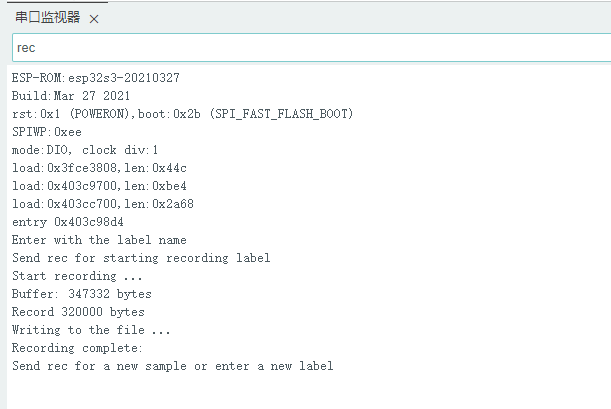 串口监视器
rec
ESP-ROM:esp32s3-20210327
Build:Mar 27 2021
rst:0x1 (POWERON),boot:0x2b (SPI_FAST_FLASH_BOOT)
SPIWP:0xee
mode:DIO, clock div:1
load:0x3fce3808,len:0x44c
load:0x403c9700,len:0xbe4
load:0x403cc700,len:0x2a68
entry 0x403c98d4
Enter with the label name
Send rec for starting recording label
Start recording ...
Buffer: 347332 bytes
Record 320000 bytes
Writing to the file ...
Recording complete:
Send rec for a new sample or enter a new label